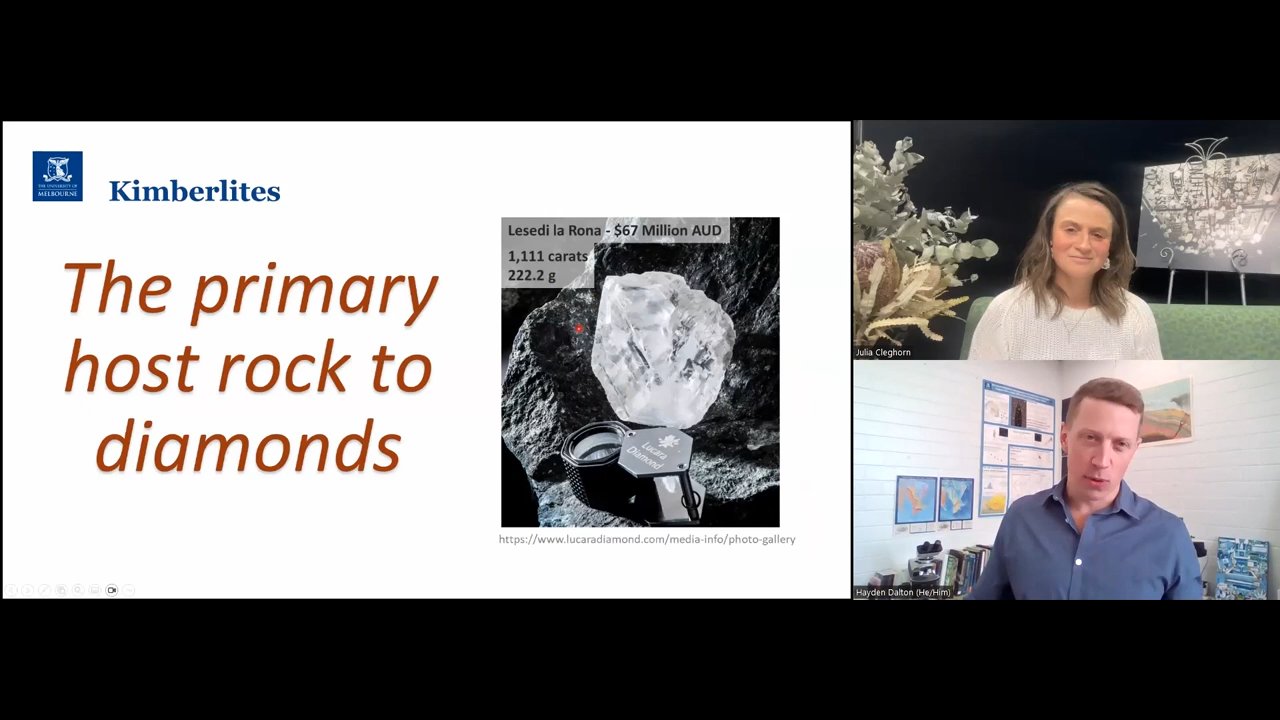 THE UNIVERSITY OF
MELBOURNE
Kimberlites
The primary
host rock to
diamonds
Lesedi la Rona - $67 Million AUD
1,111 carats
222.2 g
Lucara
Diamond
https://www.lucaradiamond.com/media-info/photo-gallery
Julia Cleghorn
Hayden Dalton (He/Him)